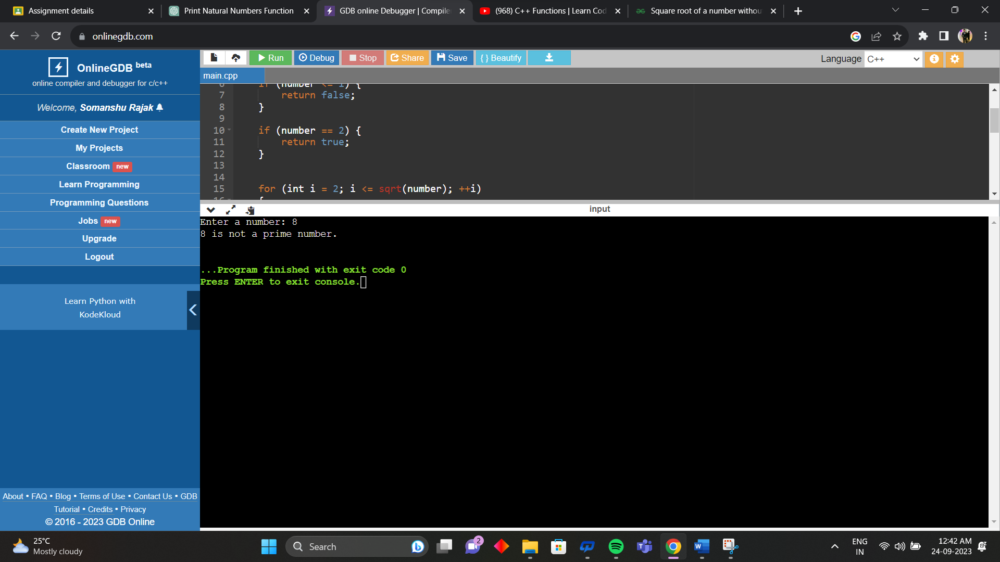 Assignment details
Print Natural Numbers Function
GDB online Debugger | Compile
(968) C++ Functions | Learn Cod
Square root of a number withou
onlinegdb.com
OnlineGDB beta
online compiler and debugger for c/c++
Welcome, Somanshu Rajak
Create New Project
My Projects
Classroom new
Learn Programming
Programming Questions
Jobs new
Upgrade
Logout
Learn Python with
KodeKloud
About • FAQ • Blog • Terms of Use • Contact Us • GDB
Tutorial • Credits • Privacy
© 2016 - 2023 GDB Online
Run
Debug
Stop
Share
Save
{ } Beautify
Language C++
main.cpp
6 if (number <= 1) {
7 return false;
8 }
9
10 if (number == 2) {
11 return true;
12 }
13
14
15 for (int i = 2; i <= sqrt(number); ++i)
16 {
input
Enter a number: 8
8 is not a prime number.
...Program finished with exit code 0
Press ENTER to exit console.
25°C
Mostly cloudy
Search
2
ENG
IN
12:42 AM
24-09-2023